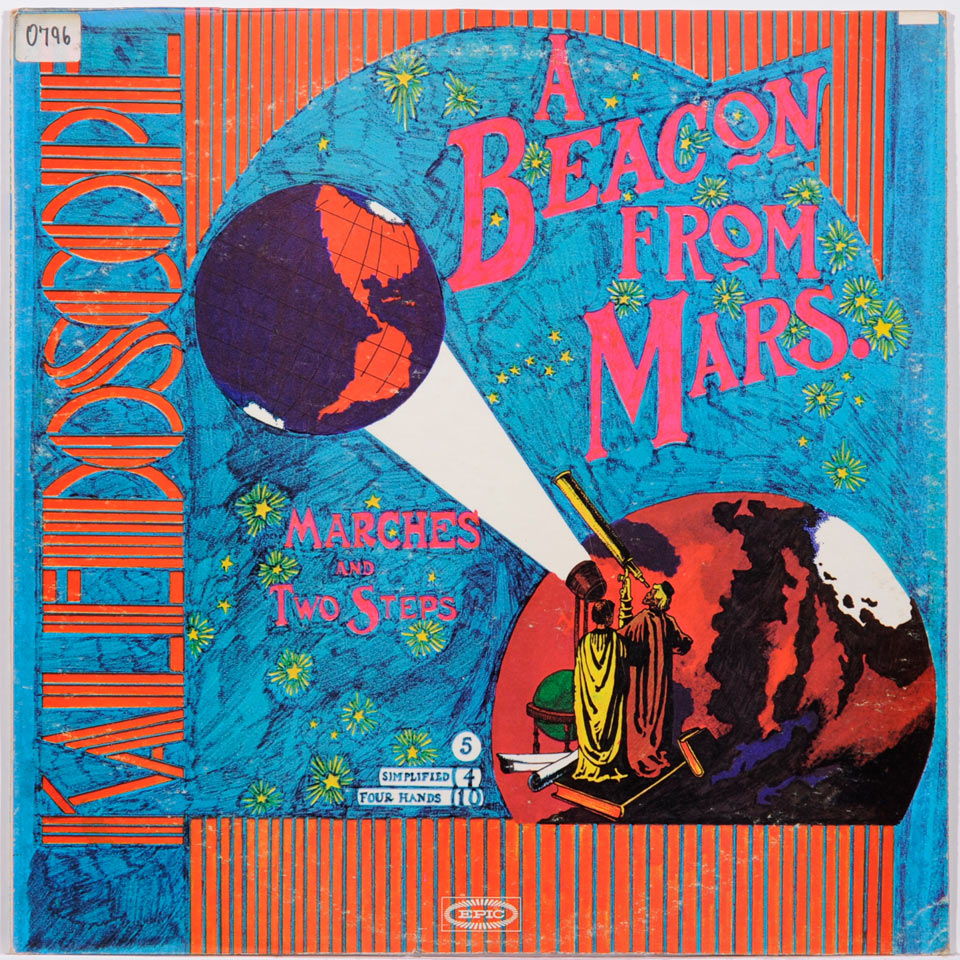 0796
KALEIDOSCOPE
A
BEACON
FROM
MARS.
MARCHES
AND
TWO STEPS
5
SIMPLIFIED 4
FOUR HANDS 10
EPIC